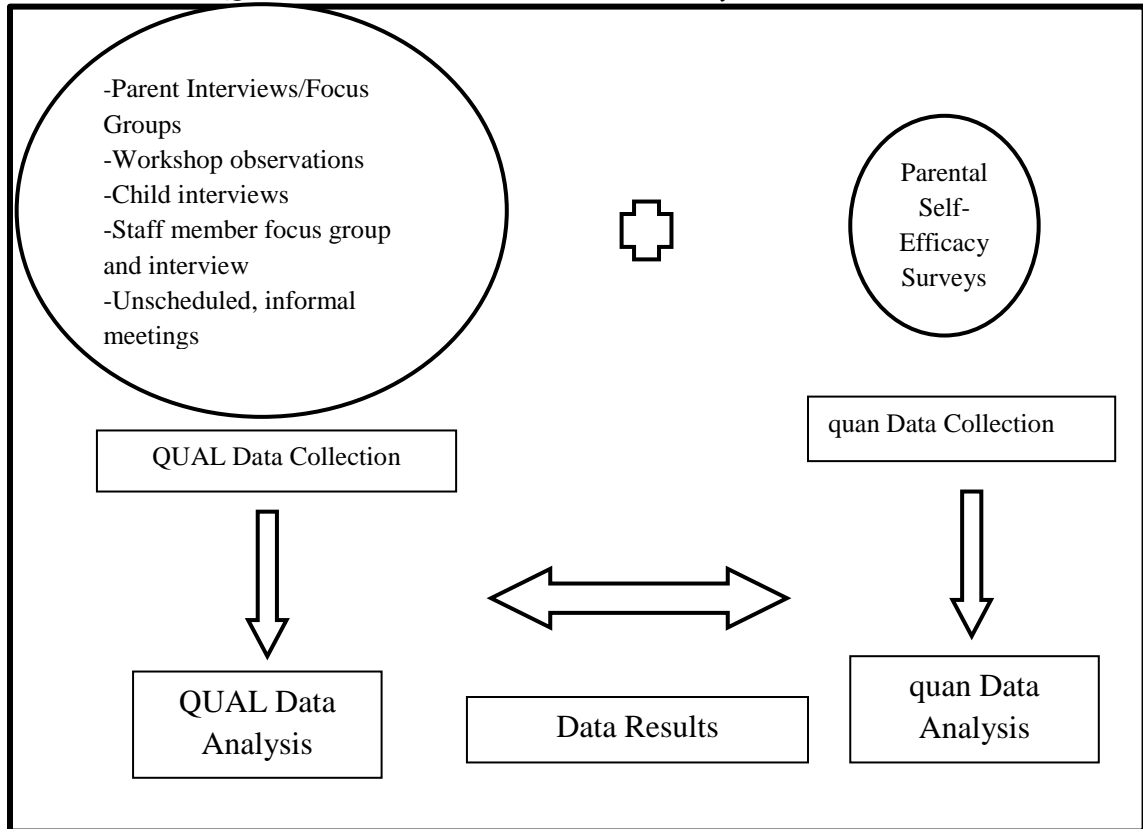 -Parent Interviews/Focus
Groups
-Workshop observations
-Child interviews
-Staff member focus group
and interview
-Unscheduled, informal
meetings
Parental
Self-
Efficacy
Surveys
QUAL Data Collection
quan Data Collection
QUAL Data
Analysis
Data Results
quan Data
Analysis